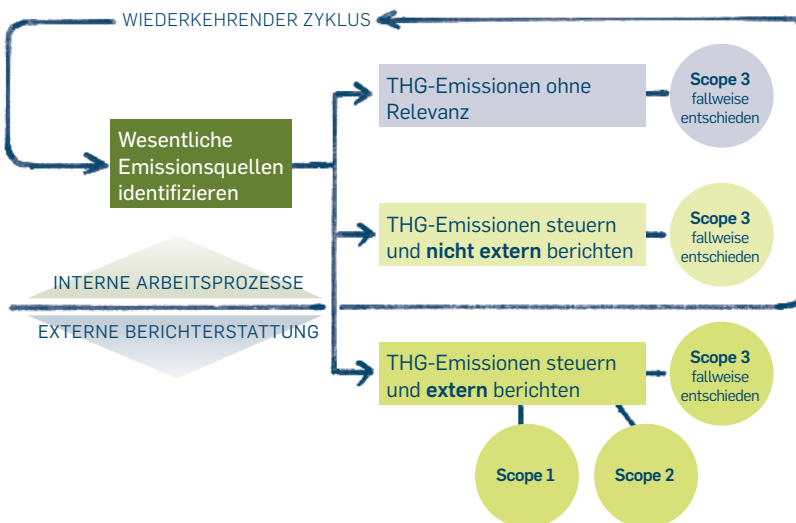 WIEDERKEHRENDER ZYKLUS
Wesentliche
Emissionsquellen
identifizieren
THG-Emissionen ohne
Relevanz
Scope 3
fallweise
entschieden
THG-Emissionen steuern
und nicht extern berichten
Scope 3
fallweise
entschieden
INTERNE ARBEITSPROZESSE
EXTERNE BERICHTERSTATTUNG
THG-Emissionen steuern
und extern berichten
Scope 3
fallweise
entschieden
Scope 1
Scope 2